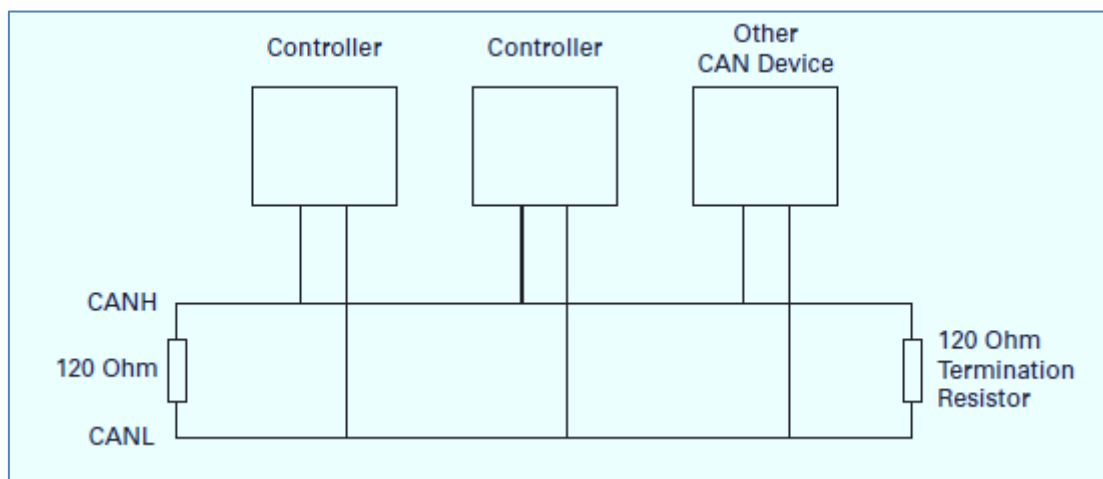 Controller
Controller
Other
CAN Device
CANH
120 Ohm
CANL
120 Ohm
Termination
Resistor